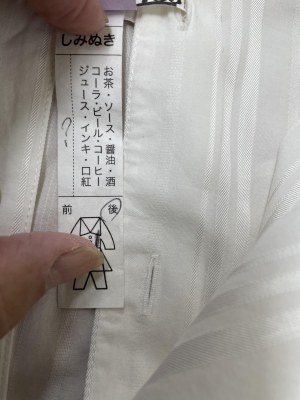 しみぬき
お茶・ソース・醤油・酒
コーラ・ビール・コーヒー
ジュース・インキ・口紅
前
後